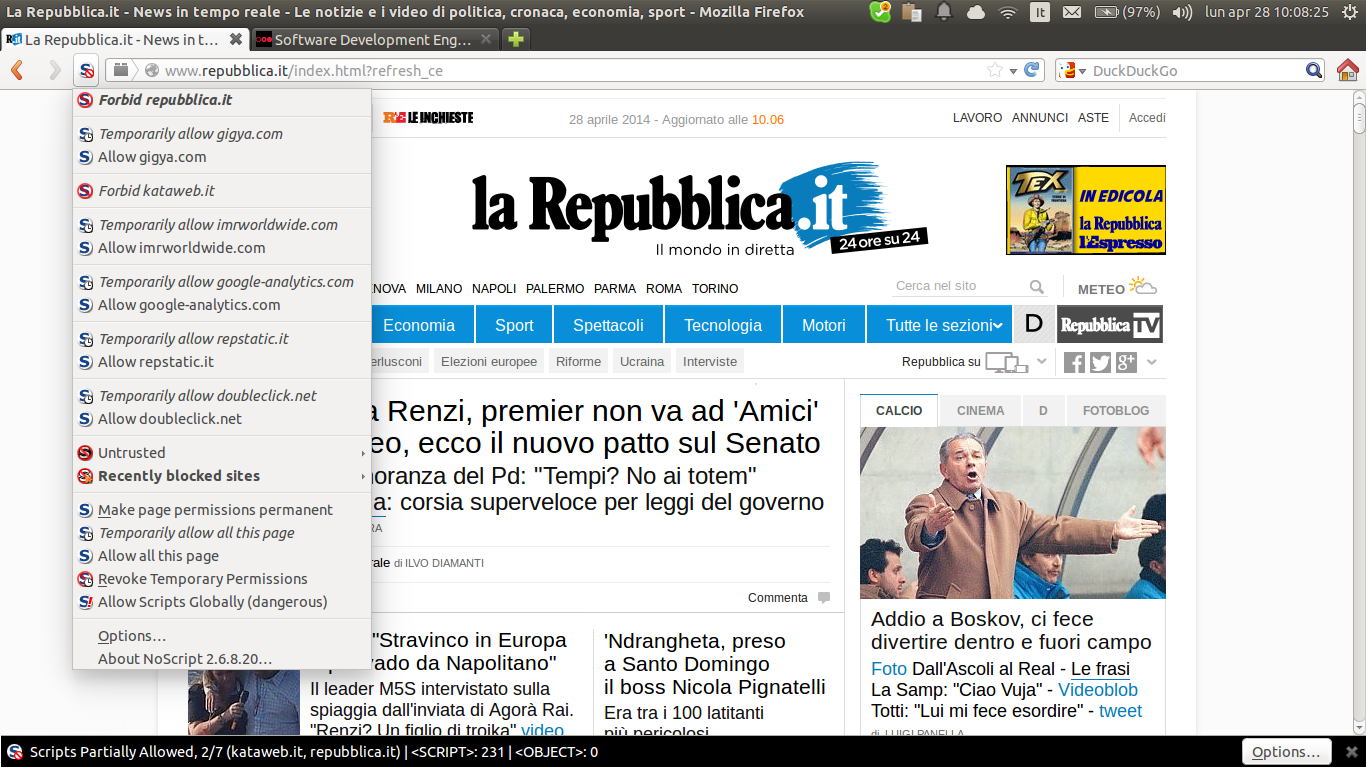 La Repubblica.it - News in tempo reale - Le notizie e i video di politica, cronaca, economia, sport - Mozilla Firefox
It
(97%)
lun apr 28 10:08:25
La Repubblica.it - News in t...
Software Development Eng...
www.repubblica.it/index.html?refresh_ce
DuckDuckGo
Forbid repubblica.it
Temporarily allow gigya.com
Allow gigya.com
Forbid kataweb.it
Temporarily allow imrworldwide.com
Allow imrworldwide.com
Temporarily allow google-analytics.com
Allow google-analytics.com
Temporarily allow repstatic.it
Allow repstatic.it
Temporarily allow doubleclick.net
Allow doubleclick.net
Untrusted
Recently blocked sites
Make page permissions permanent
Temporarily allow all this page
Allow all this page
Revoke Temporary Permissions
Allow Scripts Globally (dangerous)
Options...
About NoScript 2.6.8.20...
RE LE INCHIESTE
28 aprile 2014 - Aggiornato alle 10.06
LAVORO ANNUNCI ASTE Accedi
la Repubblica.it
Il mondo in diretta
24 ore su 24
TEX
IN EDICOLA
la Repubblica
l'Espresso
ENOVA MILANO NAPOLI PALERMO PARMA ROMA TORINO
Cerca nel sito
METEO
Economia Sport Spettacoli Tecnologia Motori Tutte le sezioni D Repubblica TV
erlusconi Elezioni europee Riforme Ucraina Interviste
Repubblica su
a Renzi, premier non va ad 'Amici'
eo, ecco il nuovo patto sul Senato
noranza del Pd: "Tempi? No ai totem"
a: corsia superveloce per leggi del governo
RA
rale di ILVO DIAMANTI
Commenta
"Stravinco in Europa
vado da Napolitano"
Il leader M5S intervistato sulla
spiaggia dall'inviata di Agorà Rai.
"Renzi? Un figlio di troika" video
'Ndrangheta, preso
a Santo Domingo
il boss Nicola Pignatelli
Era tra i 100 latitanti
più pericolosi
CALCIO CINEMA D FOTOBLOG
Addio a Boskov, ci fece
divertire dentro e fuori campo
Foto Dall'Ascoli al Real - Le frasi
La Samp: "Ciao Vuja" - Videoblob
Totti: "Lui mi fece esordire" - tweet
di LUIGI PANELLA
Scripts Partially Allowed, 2/7 (kataweb.it, repubblica.it) | <SCRIPT>: 231 | <OBJECT>: 0
Options...